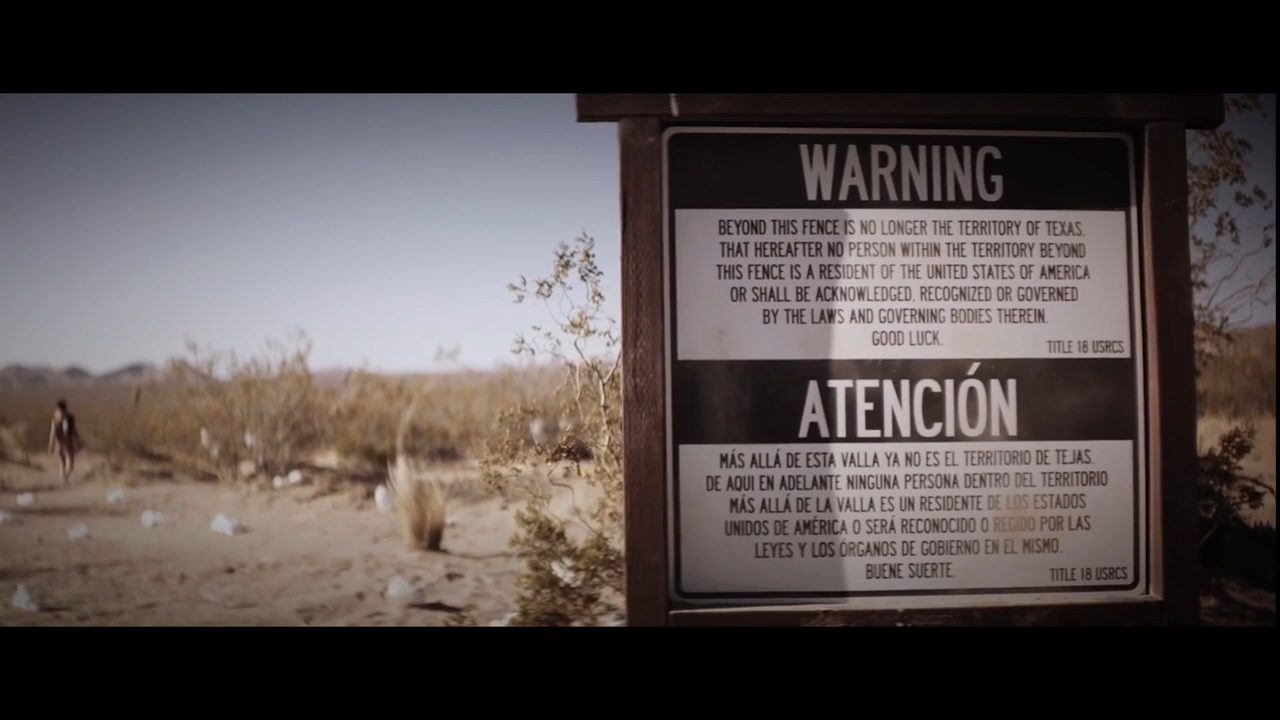 WARNING
BEYOND THIS FENCE IS NO LONGER THE TERRITORY OF TEXAS.
THAT HEREAFTER NO PERSON WITHIN THE TERRITORY BEYOND
THIS FENCE IS A RESIDENT OF THE UNITED STATES OF AMERICA
OR SHALL BE ACKNOWLEDGED, RECOGNIZED OR GOVERNED
BY THE LAWS AND GOVERNING BODIES THEREIN.
GOOD LUCK.
TITLE 18 USRCS
ATENCIÓN
MÁS ALLÁ DE ESTA VALLA YA NO ES EL TERRITORIO DE TEJAS.
DE AQUI EN ADELANTE NINGUNA PERSONA DENTRO DEL TERRITORIO
MÁS ALLÁ DE LA VALLA ES UN RESIDENTE DE LOS ESTADOS
UNIDOS DE AMÉRICA O SERÁ RECONOCIDO O REGIDO POR LAS
LEYES Y LOS ÓRGANOS DE GOBIERNO EN EL MISMO.
BUENE SUERTE.
TITLE 18 USRCS